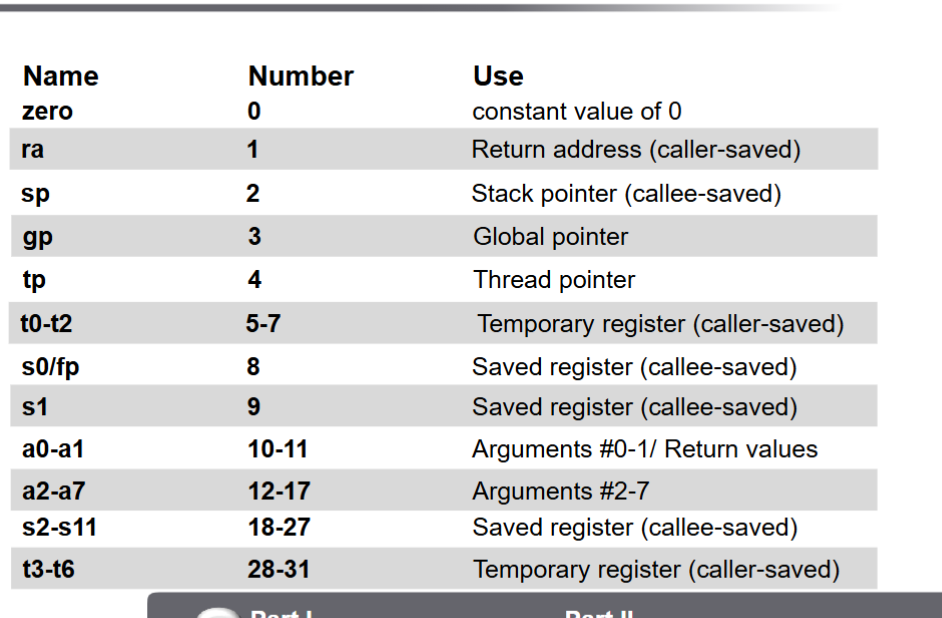 Name Number Use
zero 0 constant value of 0
ra 1 Return address (caller-saved)
sp 2 Stack pointer (callee-saved)
gp 3 Global pointer
tp 4 Thread pointer
t0-t2 5-7 Temporary register (caller-saved)
s0/fp 8 Saved register (callee-saved)
s1 9 Saved register (callee-saved)
a0-a1 10-11 Arguments #0-1/ Return values
a2-a7 12-17 Arguments #2-7
s2-s11 18-27 Saved register (callee-saved)
t3-t6 28-31 Temporary register (caller-saved)
Part I Part II